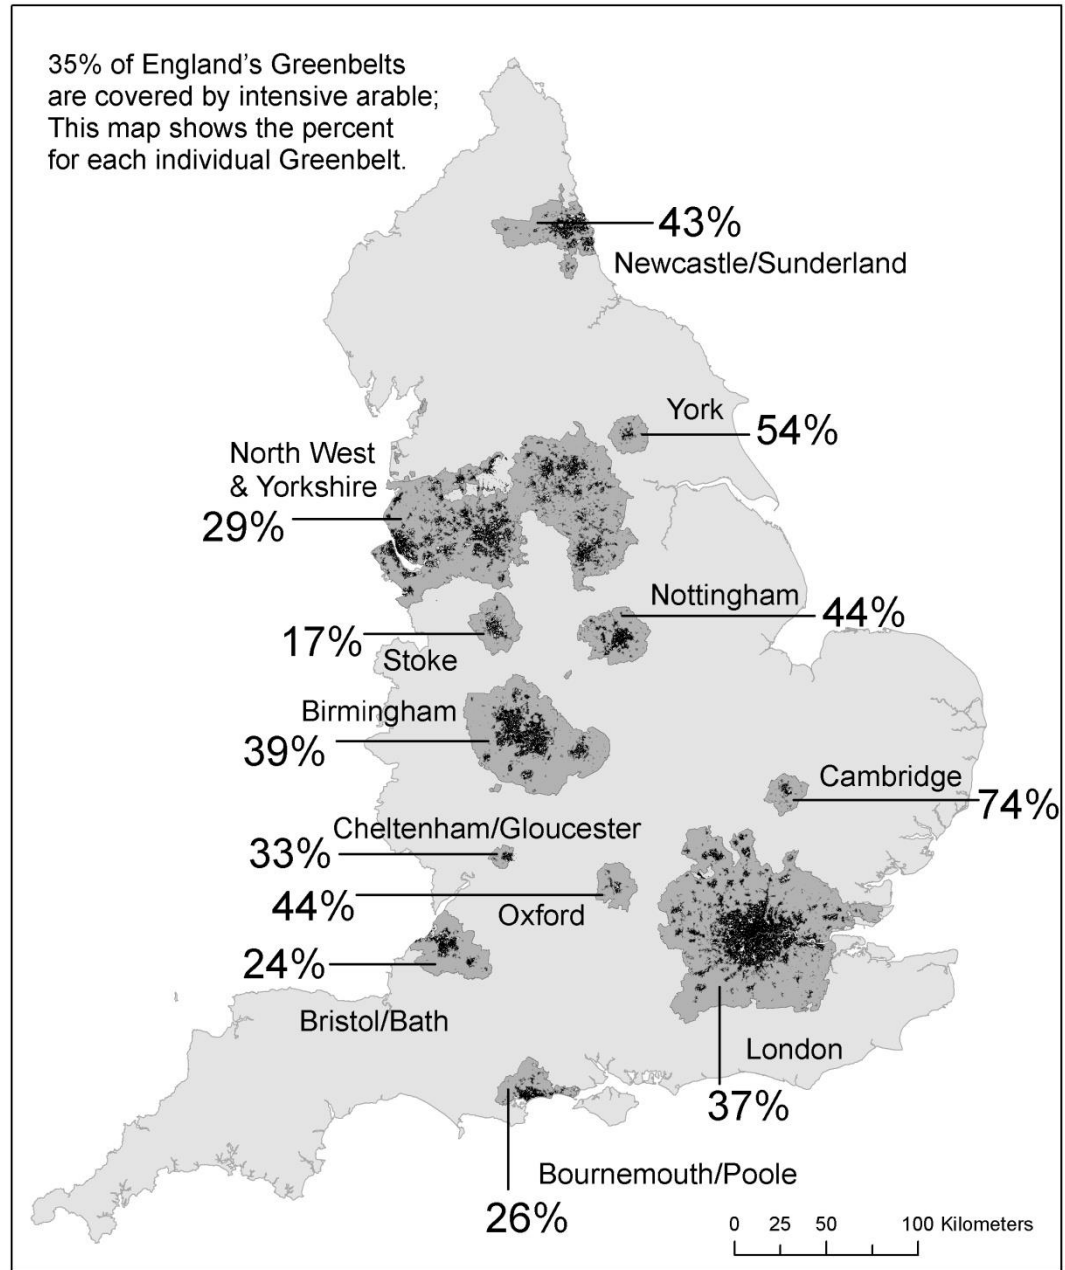 35% of England's Greenbelts
are covered by intensive arable;
This map shows the percent
for each individual Greenbelt.
43%
Newcastle/Sunderland
York
54%
North West
& Yorkshire
29%
Nottingham
44%
17%
Stoke
Birmingham
39%
Cambridge
74%
Cheltenham/Gloucester
33%
44%
Oxford
24%
Bristol/Bath
London
37%
Bournemouth/Poole
26%
0 25 50 100 Kilometers